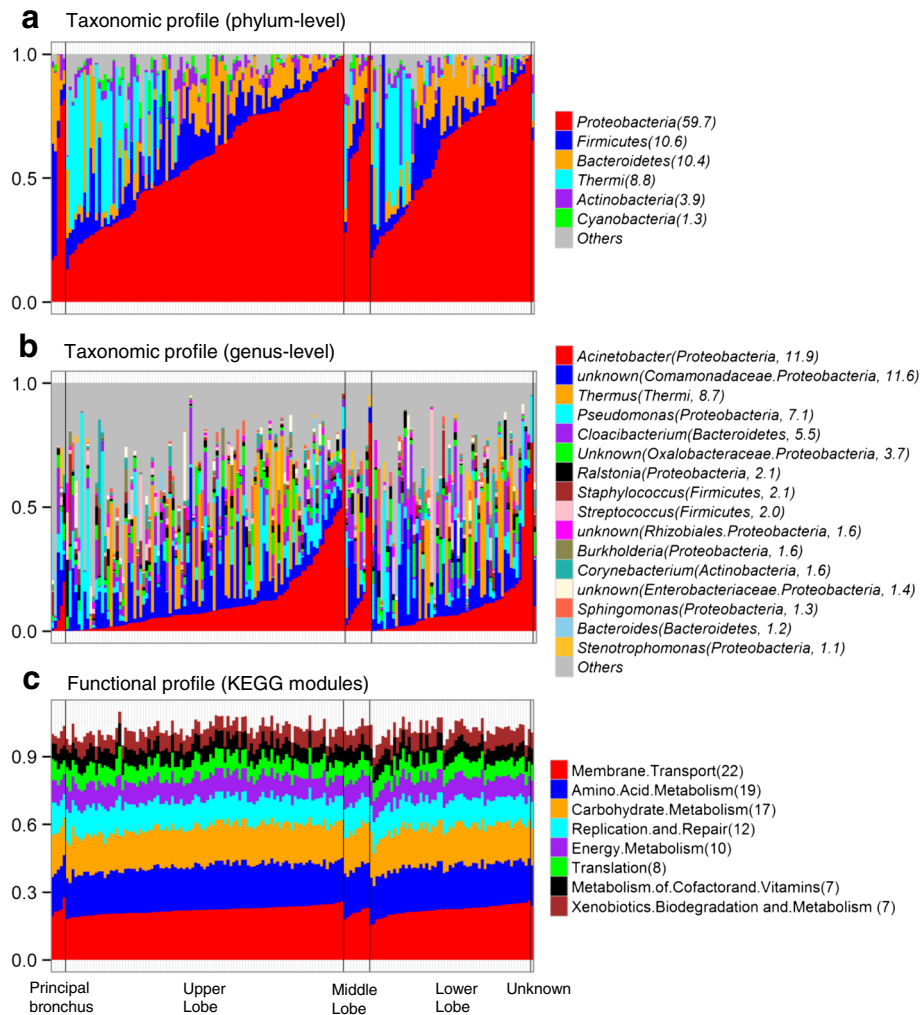 a Taxonomic profile (phylum-level)
1.0
0.5
0.0
Proteobacteria(59.7)
Firmicutes(10.6)
Bacteroidetes(10.4)
Thermi(8.8)
Actinobacteria(3.9)
Cyanobacteria(1.3)
Others
b Taxonomic profile (genus-level)
1.0
0.5
0.0
Acinetobacter(Proteobacteria, 11.9)
unknown(Comamonadaceae.Proteobacteria, 11.6)
Thermus(Thermi, 8.7)
Pseudomonas(Proteobacteria, 7.1)
Cloacibacterium(Bacteroidetes, 5.5)
Unknown(Oxalobacteraceae.Proteobacteria, 3.7)
Ralstonia(Proteobacteria, 2.1)
Staphylococcus(Firmicutes, 2.1)
Streptococcus(Firmicutes, 2.0)
unknown(Rhizobiales.Proteobacteria, 1.6)
Burkholderia(Proteobacteria, 1.6)
Corynebacterium(Actinobacteria, 1.6)
unknown(Enterobacteriaceae.Proteobacteria, 1.4)
Sphingomonas(Proteobacteria, 1.3)
Bacteroides(Bacteroidetes, 1.2)
Stenotrophomonas(Proteobacteria, 1.1)
Others
c Functional profile (KEGG modules)
0.9
0.6
0.3
0.0
Membrane.Transport(22)
Amino.Acid.Metabolism(19)
Carbohydrate.Metabolism(17)
Replication.and.Repair(12)
Energy.Metabolism(10)
Translation(8)
Metabolism.of.Cofactorand.Vitamins(7)
Xenobiotics.Biodegradation and.Metabolism (7)
Principal
bronchus
Upper
Lobe
Middle
Lobe
Lower
Lobe
Unknown